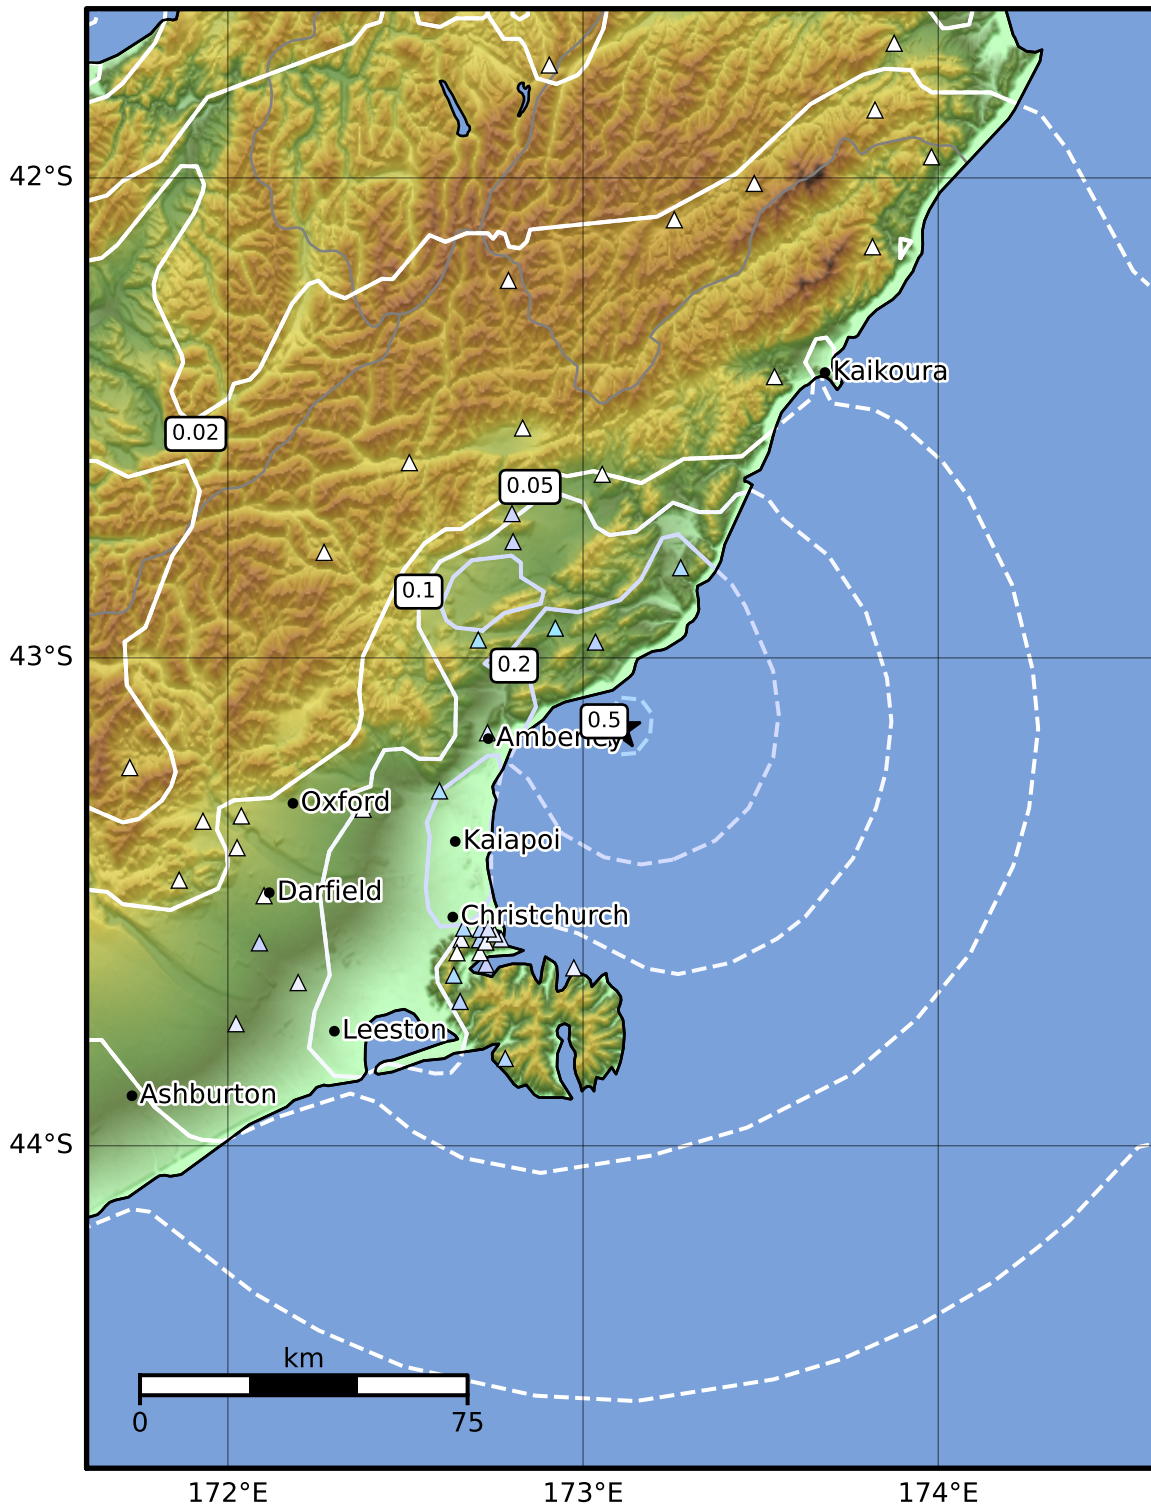 42°S
Kaikoura
0.02
0.05
0.1
43°S
0.2
0.5
Amberley
Oxford
Kaiapoi
Darfield
Christchurch
Leeston
Ashburton
44°S
km
0
75
172°E
173°E
174°E